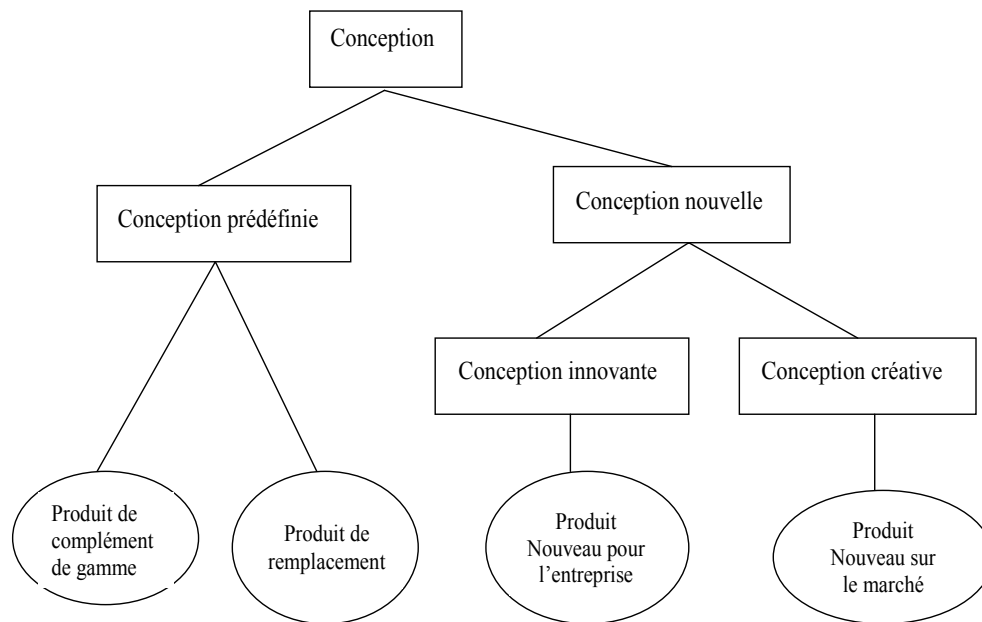 Conception
Conception prédéfinie
Conception nouvelle
Conception innovante
Conception créative
Produit de
complément
de gamme
Produit de
remplacement
Produit
Nouveau pour
l'entreprise
Produit
Nouveau sur
le marché